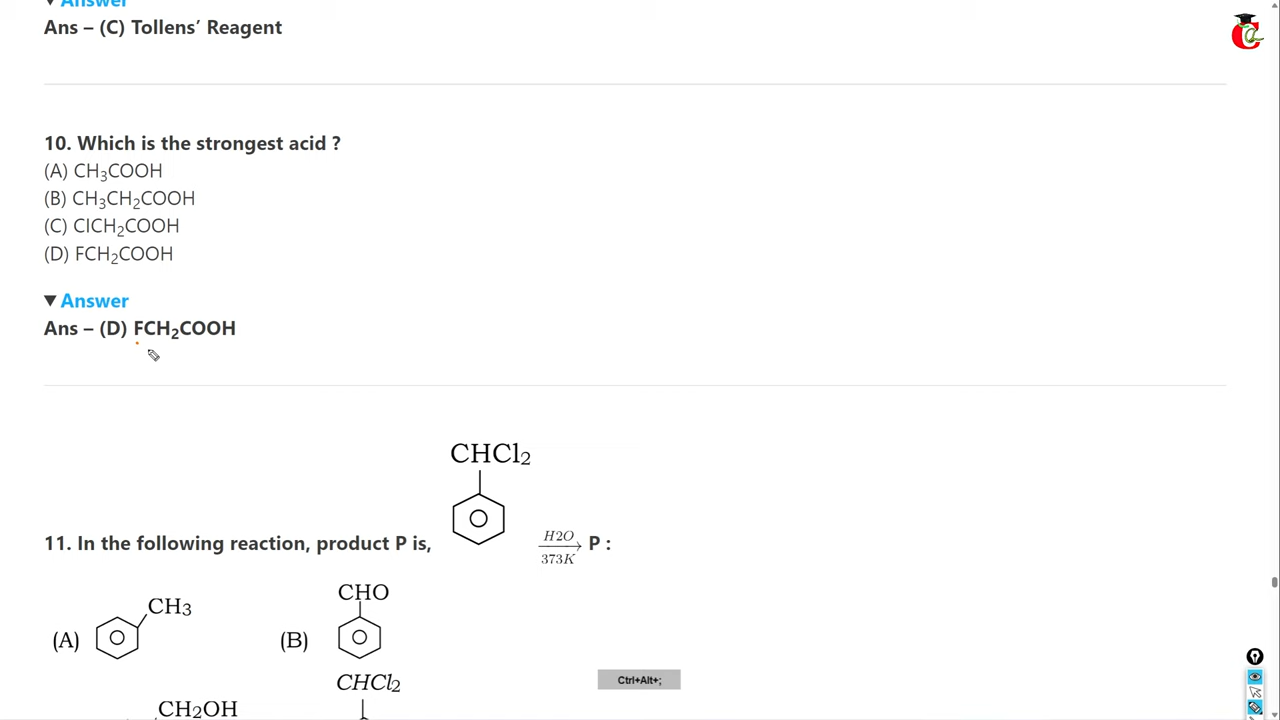 Answer
Ans – (C) Tollens’ Reagent
10. Which is the strongest acid ?
(A) CH₃COOH
(B) CH₃CH₂COOH
(C) ClCH₂COOH
(D) FCH₂COOH
Answer
Ans – (D) FCH₂COOH
CHCl₂
11. In the following reaction, product P is, H2O 373K P :
CH₃ CHO
(A) (B)
CHCl₂
CH₂OH
Ctrl+Alt+;